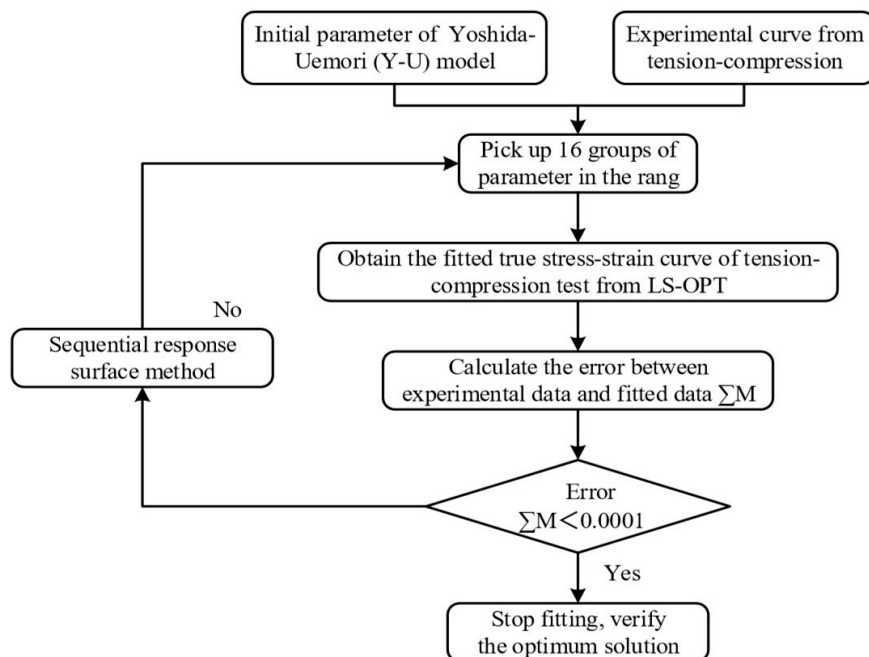 Initial parameter of Yoshida-
Uemori (Y-U) model
Experimental curve from
tension-compression
Pick up 16 groups of
parameter in the rang
Obtain the fitted true stress-strain curve of tension-
compression test from LS-OPT
No
Sequential response
surface method
Calculate the error between
experimental data and fitted data ∑M
Error
∑M＜0.0001
Yes
Stop fitting, verify
the optimum solution